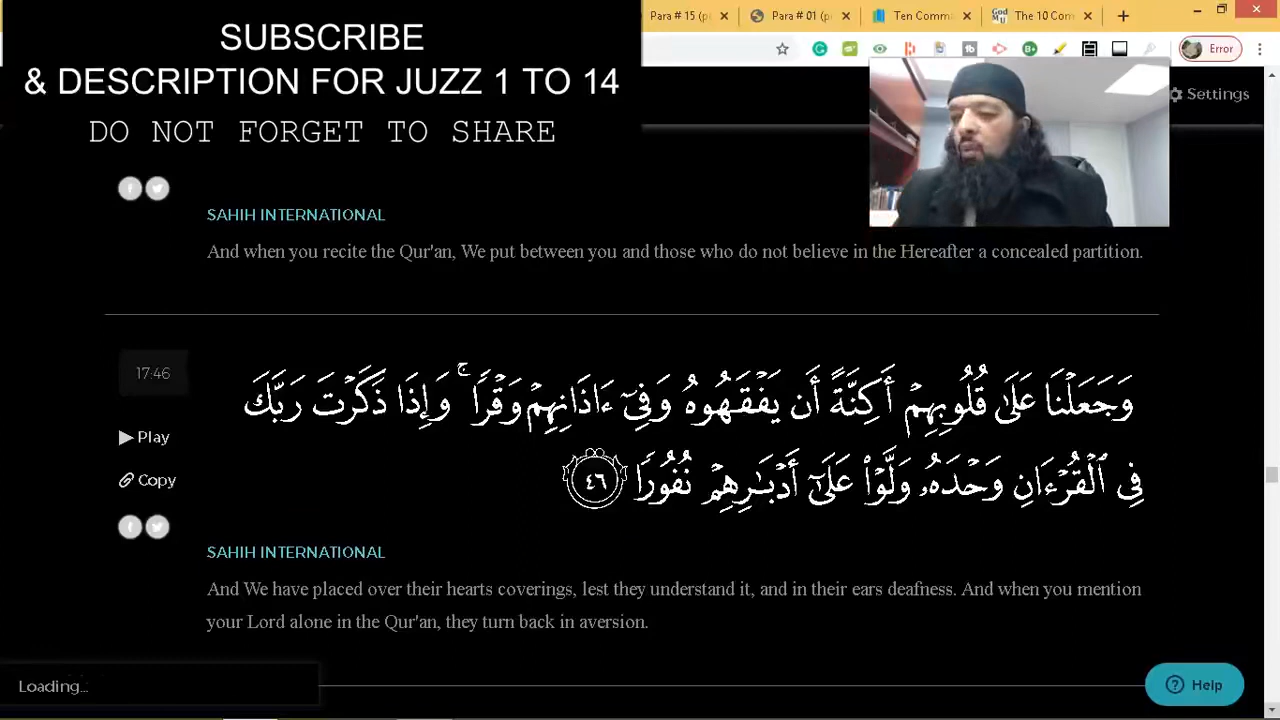 SUBSCRIBE
& DESCRIPTION FOR JUZZ 1 TO 14
DO NOT FORGET TO SHARE
Para # 15 (p
Para # 01 (p
Ten Comma
The 10 Com
Error
Settings
SAHIH INTERNATIONAL
And when you recite the Qur'an, We put between you and those who do not believe in the Hereafter a concealed partition.
17:46
وَجَعَلْنَا عَلَىٰ قُلُوبِهِمْ أَكِنَّةً أَن يَفْقَهُوهُ وَفِىٓ ءَاذَانِهِمْ وَقْرًا ۚ وَإِذَا ذَكَرْتَ رَبَّكَ
فِى ٱلْقُرْءَانِ وَحْدَهُۥ وَلَّوْا۟ عَلَىٰٓ أَدْبَـٰرِهِمْ نُفُورًا ٤٦
Play
Copy
SAHIH INTERNATIONAL
And We have placed over their hearts coverings, lest they understand it, and in their ears deafness. And when you mention
your Lord alone in the Qur'an, they turn back in aversion.
Loading...
Help